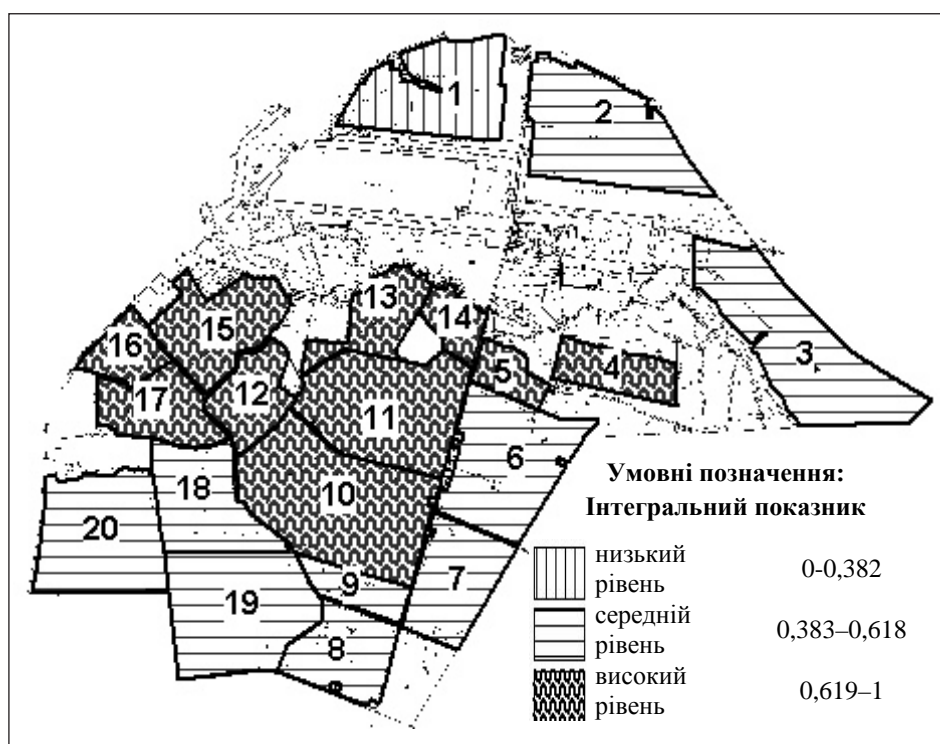 1
2
3
13
14
15
16
5
4
17
12
11
6
18
10
20
7
9
19
8
Умовні позначення:
Інтегральний показник
низький
рівень
0-0,382
середній
рівень
0,383–0,618
високий
рівень
0,619–1